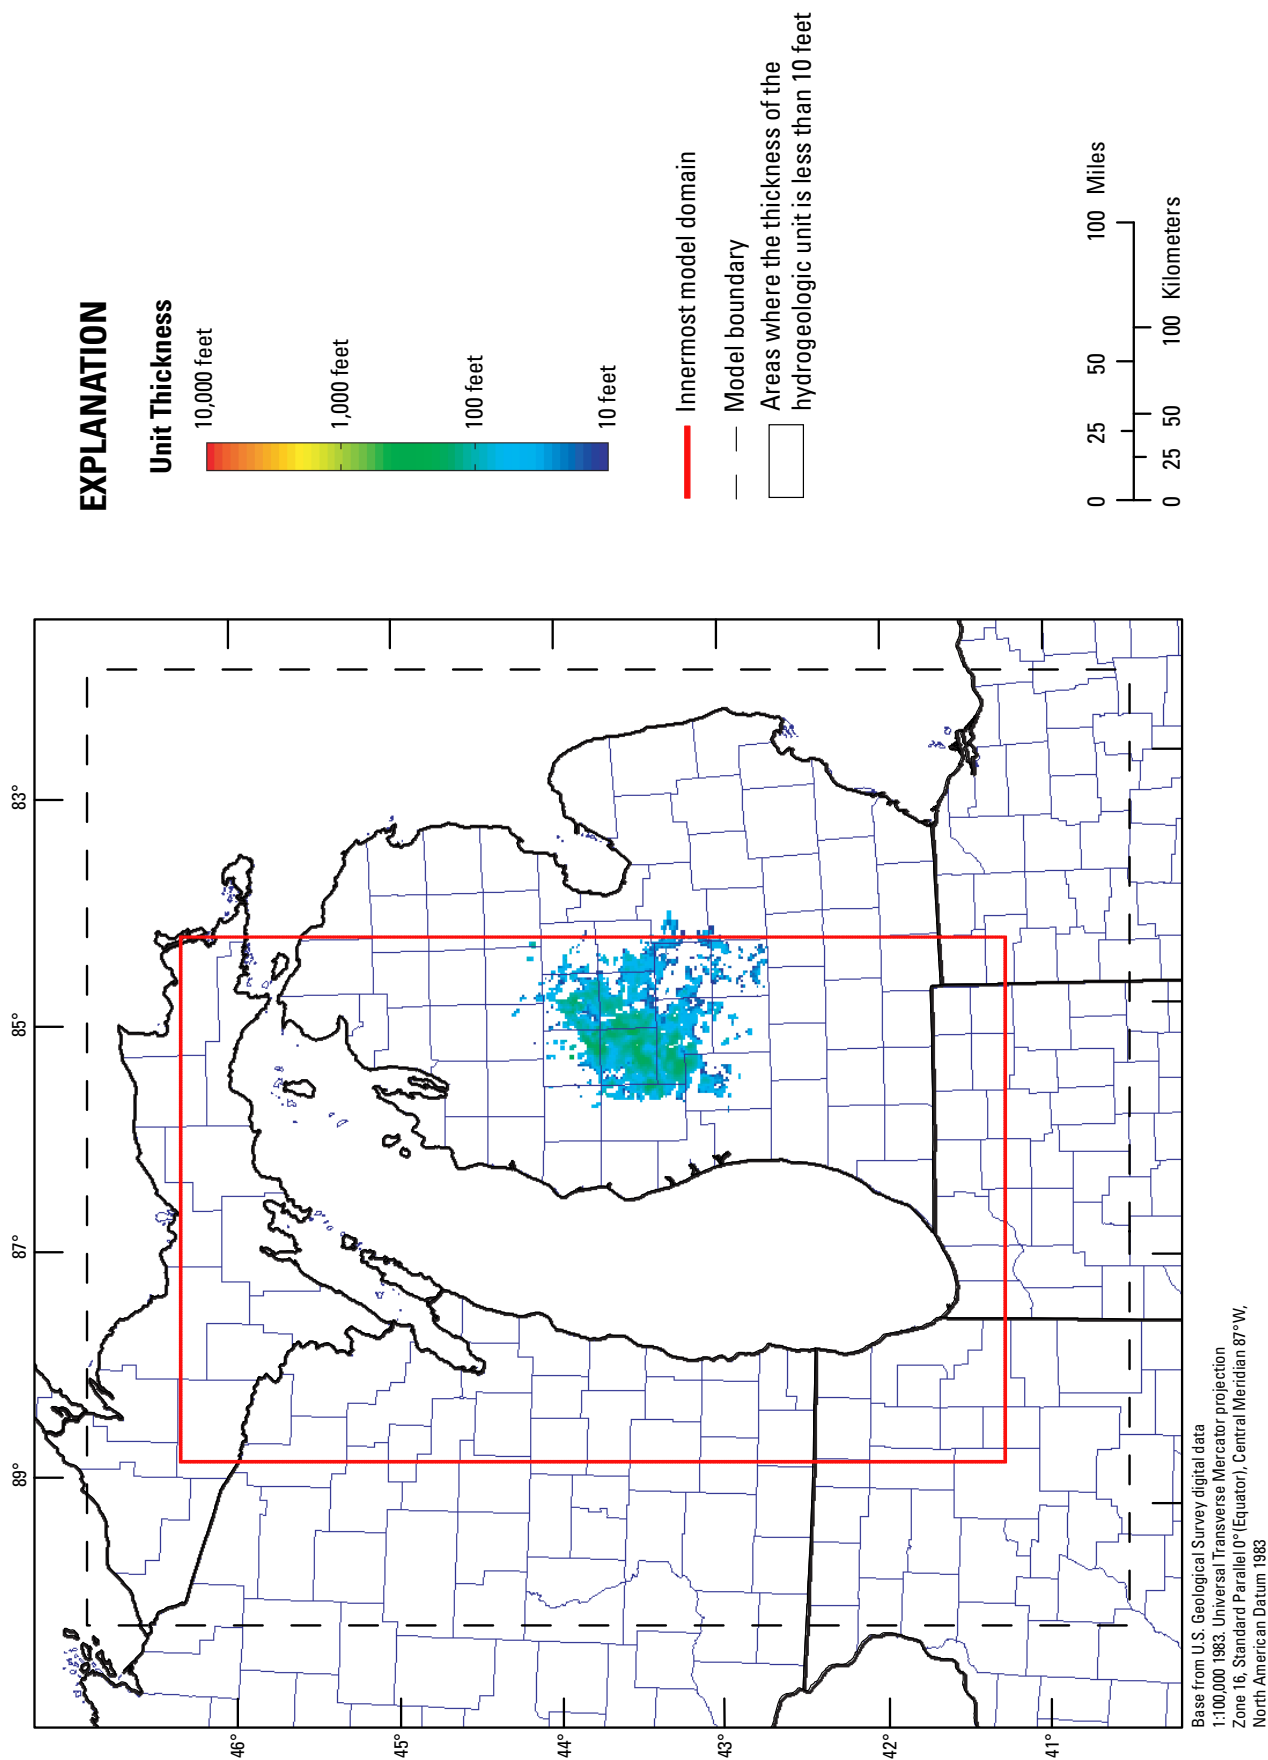 83°
85°
87°
89°
46°
45°
44°
43°
42°
41°
EXPLANATION
Unit Thickness
10,000 feet
1,000 feet
100 feet
10 feet
Innermost model domain
Model boundary
Areas where the thickness of the
hydrogeologic unit is less than 10 feet
0 25 50 100 Miles
0 25 50 100 Kilometers
Base from U.S. Geological Survey digital data
1:100,000 1983. Universal Transverse Mercator projection
Zone 16, Standard Parallel 0° (Equator), Central Meridian 87° W,
North American Datum 1983